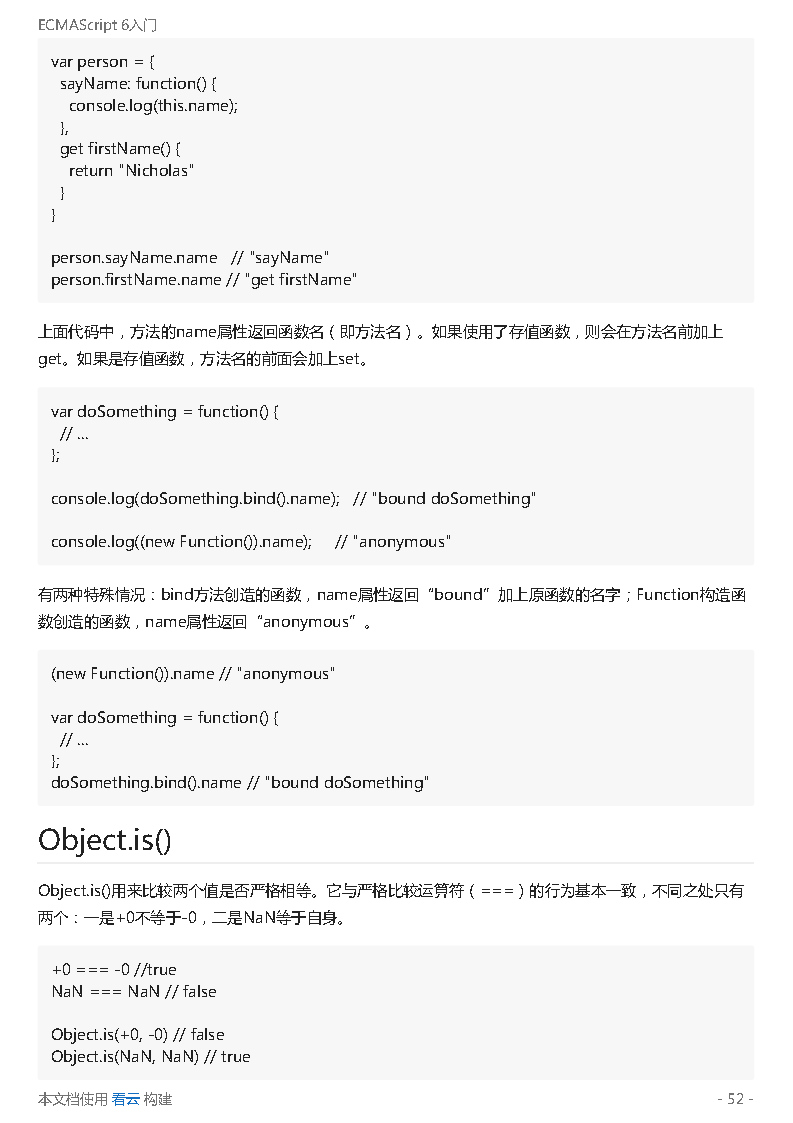 ECMAScript 6入门
var person = {
  sayName: function() {
    console.log(this.name);
  },
  get firstName() {
    return "Nicholas"
  }
}
person.sayName.name   // "sayName"
person.firstName.name // "get firstName"
上面代码中，方法的name属性返回函数名（即方法名）。如果使用了存值函数，则会在方法名前加上
get。如果是存值函数，方法名的前面会加上set。
var doSomething = function() {
  // ...
};
console.log(doSomething.bind().name);   // "bound doSomething"
console.log((new Function()).name);     // "anonymous"
有两种特殊情况：bind方法创造的函数，name属性返回“bound”加上原函数的名字；Function构造函
数创造的函数，name属性返回“anonymous”。
(new Function()).name // "anonymous"
var doSomething = function() {
  // ...
};
doSomething.bind().name // "bound doSomething"
Object.is()
Object.is()用来比较两个值是否严格相等。它与严格比较运算符（===）的行为基本一致，不同之处只有
两个：一是+0不等于-0，二是NaN等于自身。
+0 === -0 //true
NaN === NaN // false
Object.is(+0, -0) // false
Object.is(NaN, NaN) // true
本文档使用 看云 构建
- 52 -